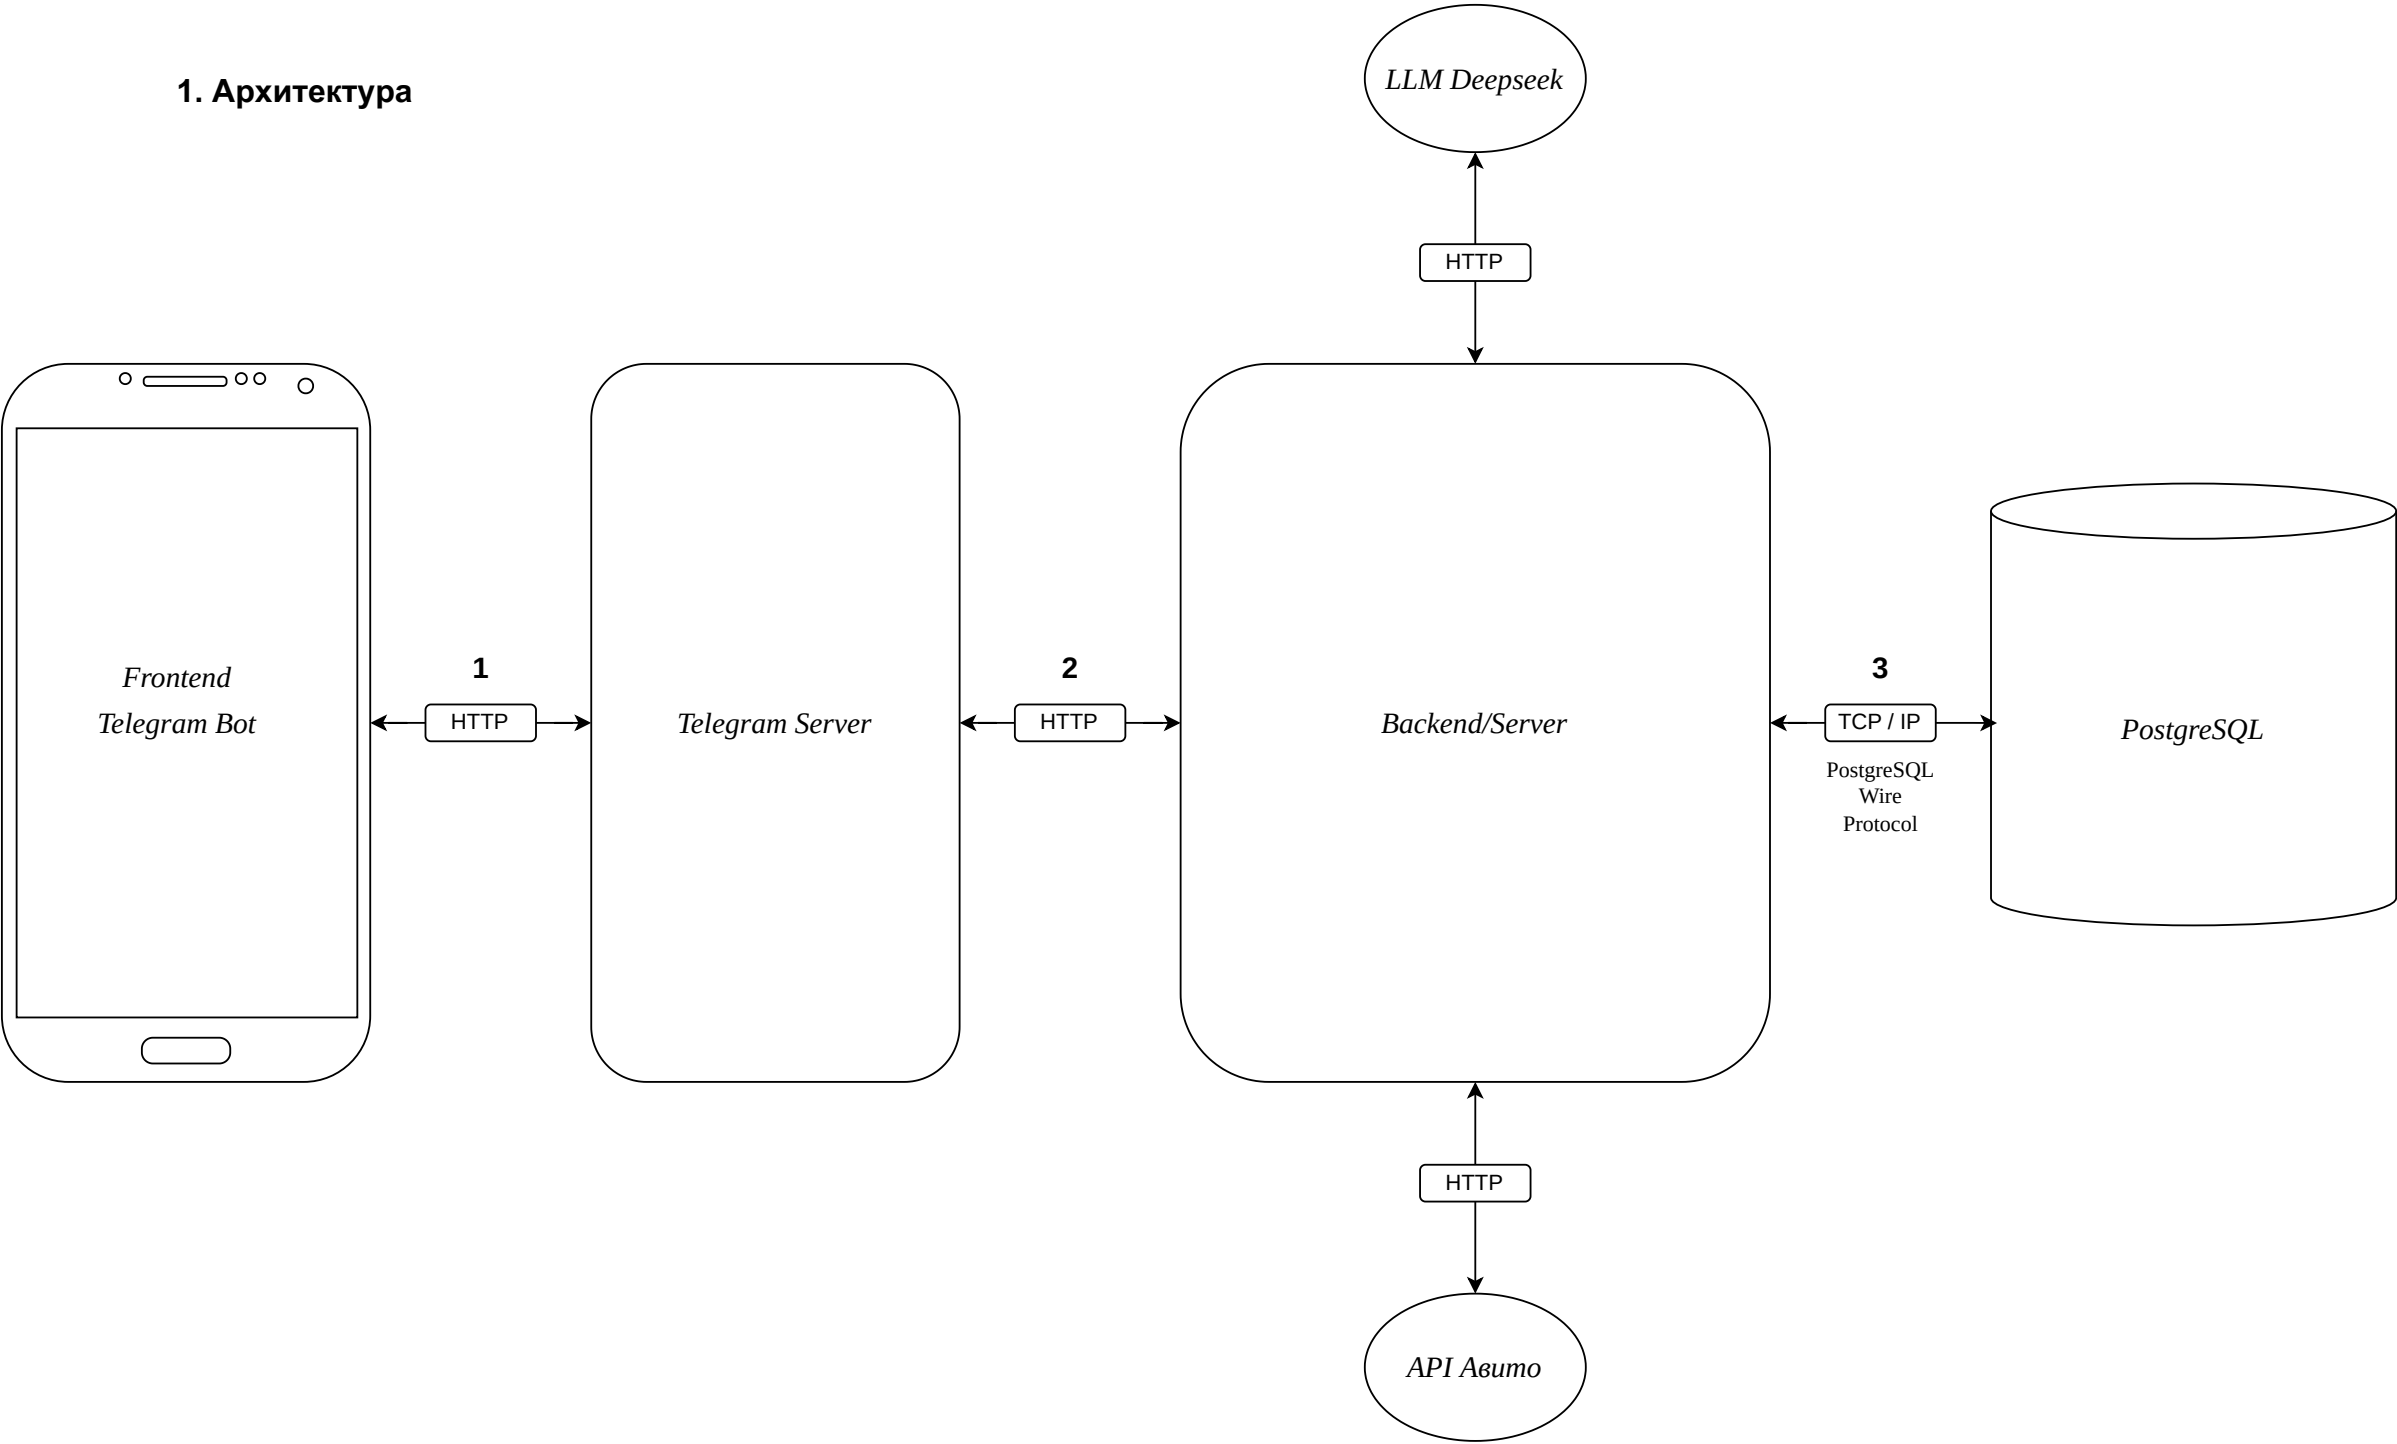 LLM Deepseek
1. Архитектура
HTTP
Frontend
Telegram Bot
1
HTTP
Telegram Server
2
HTTP
Backend/Server
3
TCP / IP
PostgreSQL
Wire
Protocol
PostgreSQL
HTTP
API Авито